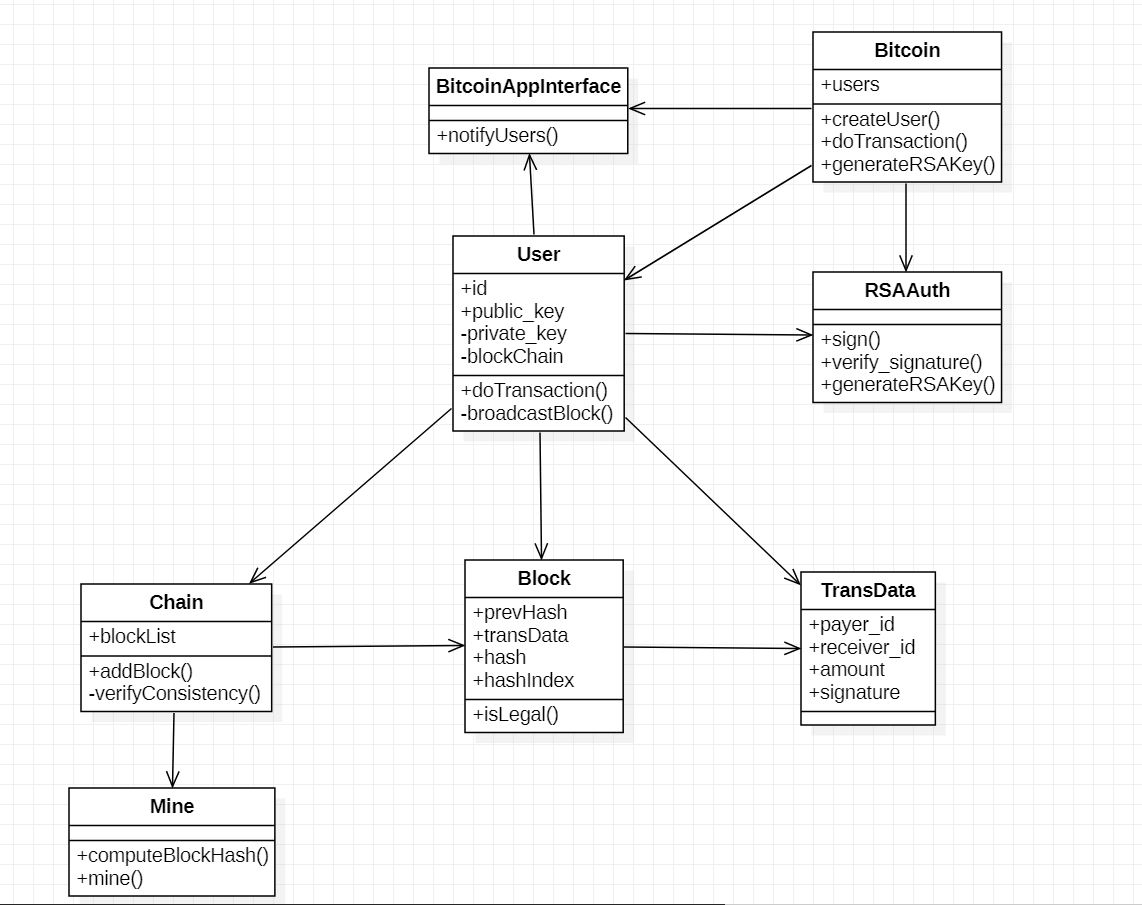 Bitcoin
+users
+createUser()
+doTransaction()
+generateRSAKey()
BitcoinAppInterface
+notifyUsers()
User
+id
+public_key
-private_key
-blockChain
+doTransaction()
-broadcastBlock()
RSAAuth
+sign()
+verify_signature()
+generateRSAKey()
Chain
+blockList
+addBlock()
-verifyConsistency()
Block
+prevHash
+transData
+hash
+hashIndex
+isLegal()
TransData
+payer_id
+receiver_id
+amount
+signature
Mine
+computeBlockHash()
+mine()